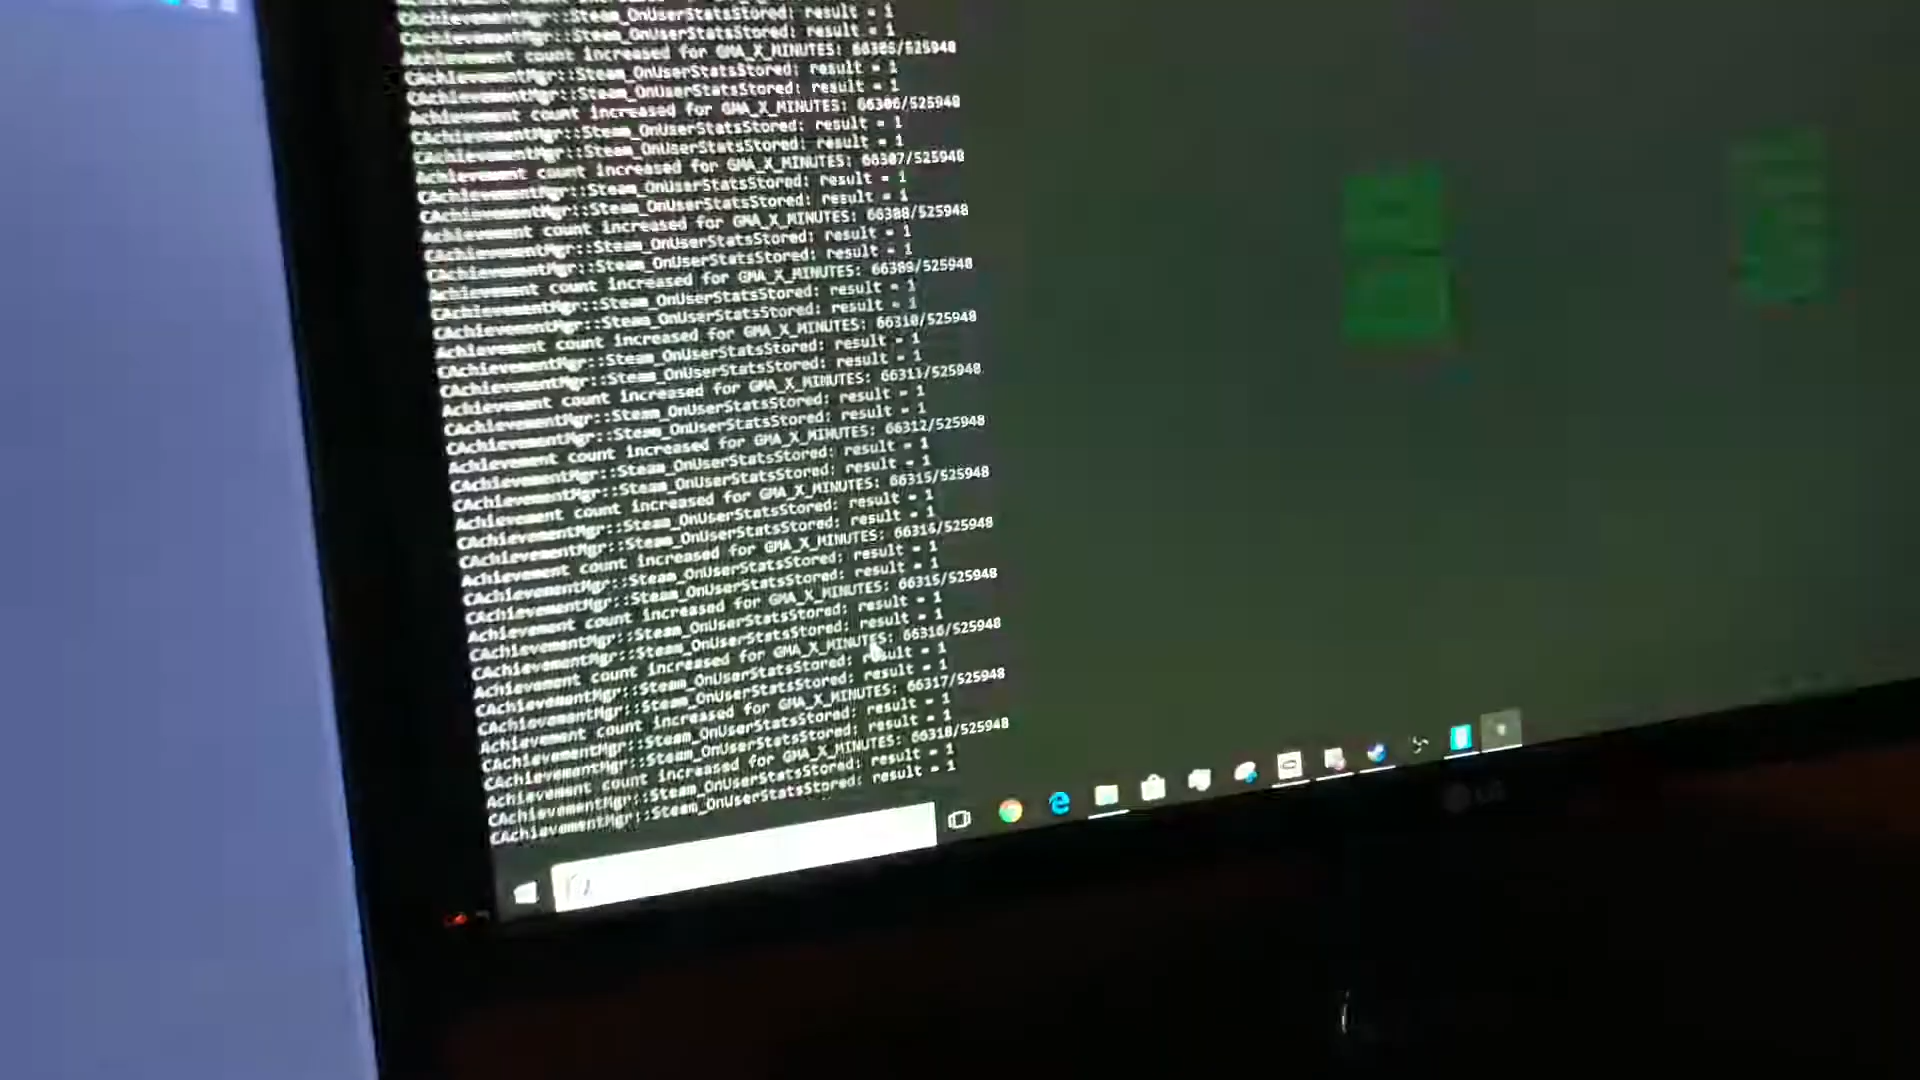 CAchievementMgr::Steam_OnUserStatsStored: result = 1
CAchievementMgr::Steam_OnUserStatsStored: result = 1
Achievement count increased for GMA_X_MINUTES: 66305/525948
CAchievementMgr::Steam_OnUserStatsStored: result = 1
CAchievementMgr::Steam_OnUserStatsStored: result = 1
Achievement count increased for GMA_X_MINUTES: 66306/525948
CAchievementMgr::Steam_OnUserStatsStored: result = 1
CAchievementMgr::Steam_OnUserStatsStored: result = 1
Achievement count increased for GMA_X_MINUTES: 66307/525948
CAchievementMgr::Steam_OnUserStatsStored: result = 1
CAchievementMgr::Steam_OnUserStatsStored: result = 1
Achievement count increased for GMA_X_MINUTES: 66308/525948
CAchievementMgr::Steam_OnUserStatsStored: result = 1
CAchievementMgr::Steam_OnUserStatsStored: result = 1
Achievement count increased for GMA_X_MINUTES: 66309/525948
CAchievementMgr::Steam_OnUserStatsStored: result = 1
CAchievementMgr::Steam_OnUserStatsStored: result = 1
Achievement count increased for GMA_X_MINUTES: 66310/525948
CAchievementMgr::Steam_OnUserStatsStored: result = 1
CAchievementMgr::Steam_OnUserStatsStored: result = 1
Achievement count increased for GMA_X_MINUTES: 66311/525948
CAchievementMgr::Steam_OnUserStatsStored: result = 1
CAchievementMgr::Steam_OnUserStatsStored: result = 1
Achievement count increased for GMA_X_MINUTES: 66312/525948
CAchievementMgr::Steam_OnUserStatsStored: result = 1
CAchievementMgr::Steam_OnUserStatsStored: result = 1
Achievement count increased for GMA_X_MINUTES: 66313/525948
CAchievementMgr::Steam_OnUserStatsStored: result = 1
CAchievementMgr::Steam_OnUserStatsStored: result = 1
Achievement count increased for GMA_X_MINUTES: 66314/525948
CAchievementMgr::Steam_OnUserStatsStored: result = 1
CAchievementMgr::Steam_OnUserStatsStored: result = 1
Achievement count increased for GMA_X_MINUTES: 66315/525948
CAchievementMgr::Steam_OnUserStatsStored: result = 1
CAchievementMgr::Steam_OnUserStatsStored: result = 1
Achievement count increased for GMA_X_MINUTES: 66316/525948
CAchievementMgr::Steam_OnUserStatsStored: result = 1
CAchievementMgr::Steam_OnUserStatsStored: result = 1
Achievement count increased for GMA_X_MINUTES: 66317/525948
CAchievementMgr::Steam_OnUserStatsStored: result = 1
CAchievementMgr::Steam_OnUserStatsStored: result = 1
Achievement count increased for GMA_X_MINUTES: 66318/525948
CAchievementMgr::Steam_OnUserStatsStored: result = 1
CAchievementMgr::Steam_OnUserStatsStored: result = 1
LG